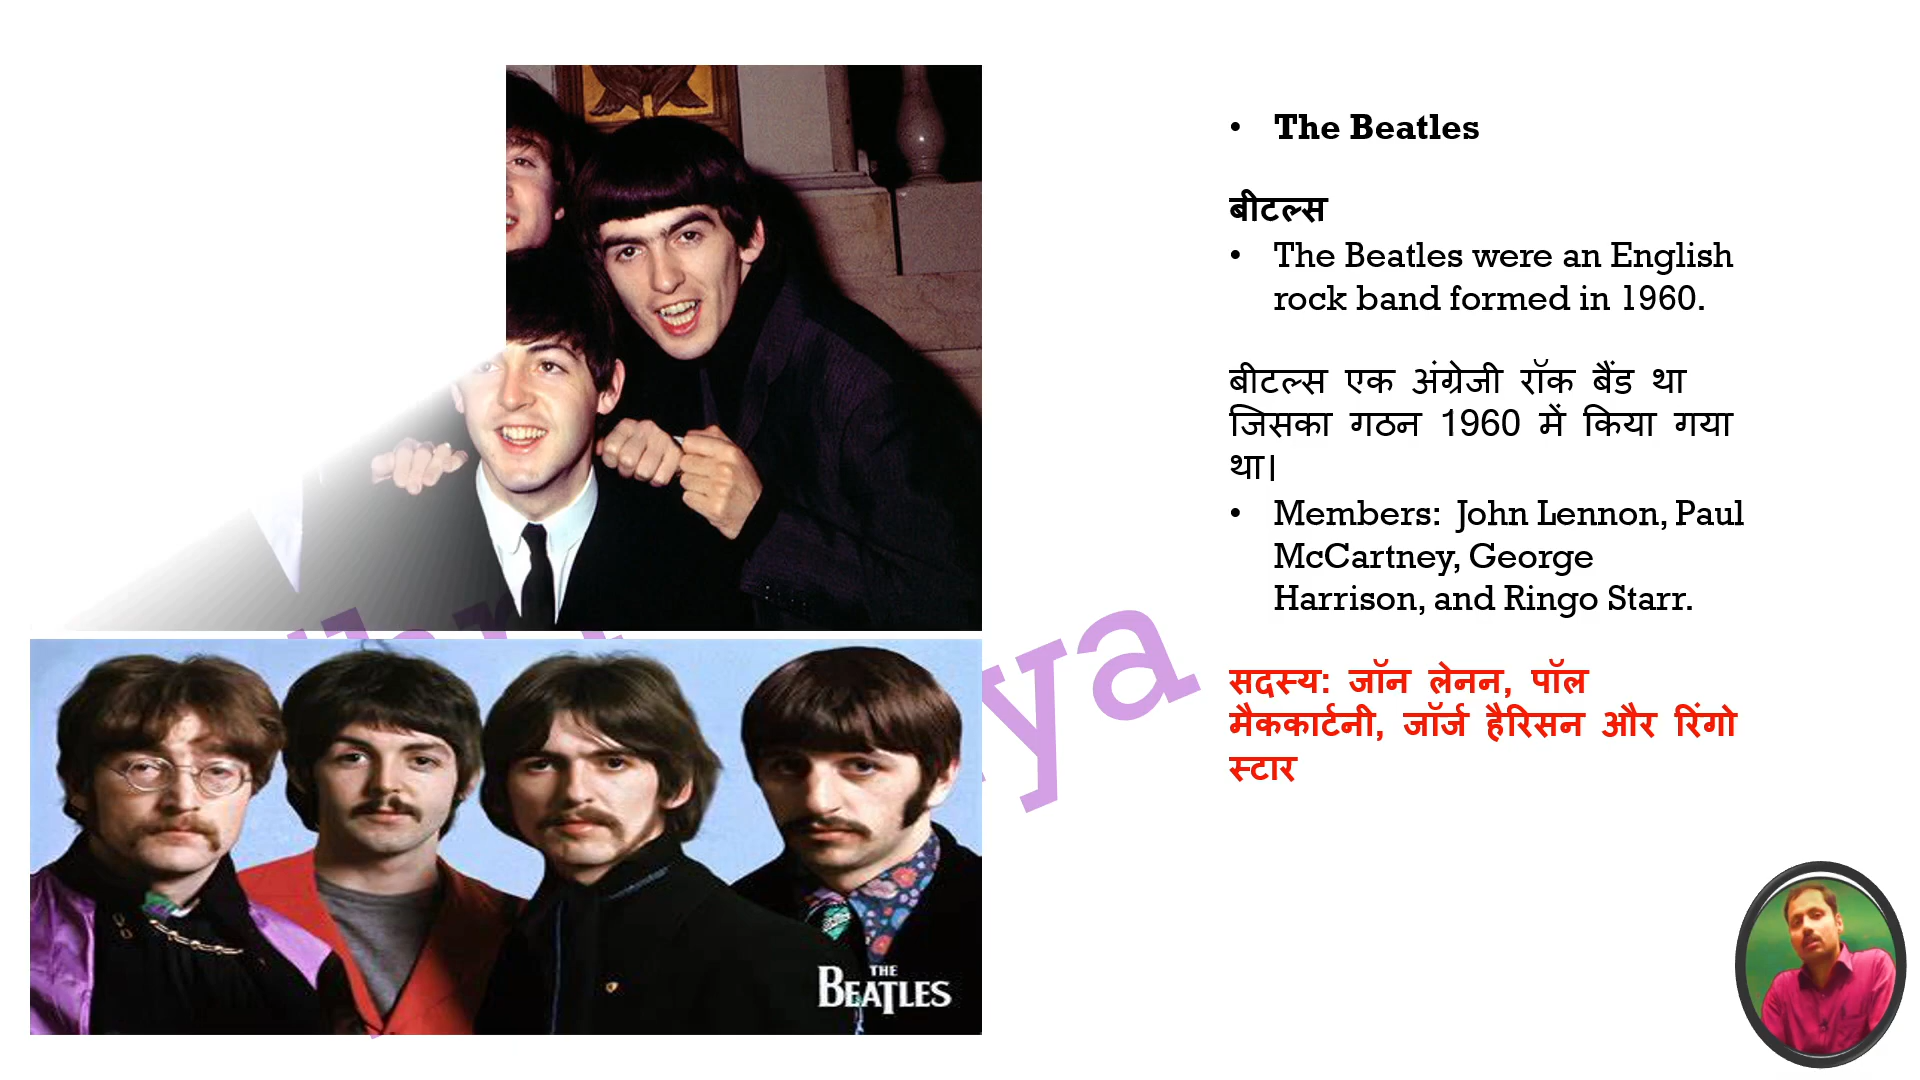 The Beatles
बीटल्स
The Beatles were an English
rock band formed in 1960.
बीटल्स एक अंग्रेजी रॉक बैंड था
जिसका गठन 1960 में किया गया
था।
Members: John Lennon, Paul
McCartney, George
Harrison, and Ringo Starr.
सदस्य: जॉन लेनन, पॉल
मैककार्टनी, जॉर्ज हैरिसन और रिंगो
स्टार
THE
BEATLES